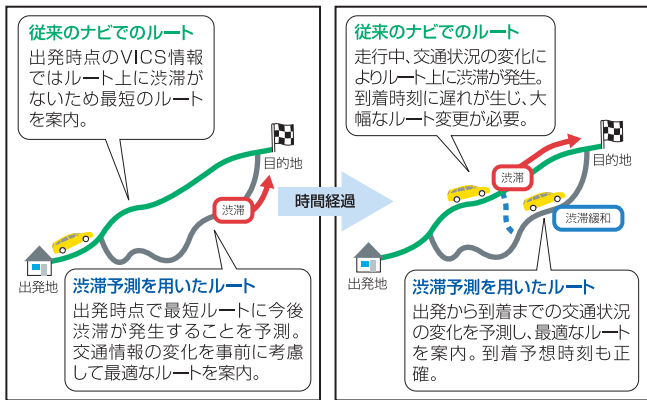 従来のナビでのルート
出発時点のVICS情報
ではルート上に渋滞が
ないため最短のルート
を案内。
目的地
渋滞
出発地
渋滞予測を用いたルート
出発時点で最短ルートに今後
渋滞が発生することを予測。
交通情報の変化を事前に考慮
して最適なルートを案内。
時間経過
従来のナビでのルート
走行中、交通状況の変化に
よりルート上に渋滞が発生。
到着時刻に遅れが生じ、大
幅なルート変更が必要。
目的地
渋滞
渋滞緩和
出発地
渋滞予測を用いたルート
出発から到着までの交通状況
の変化を予測し、最適なルート
を案内。到着予想時刻も正
確。